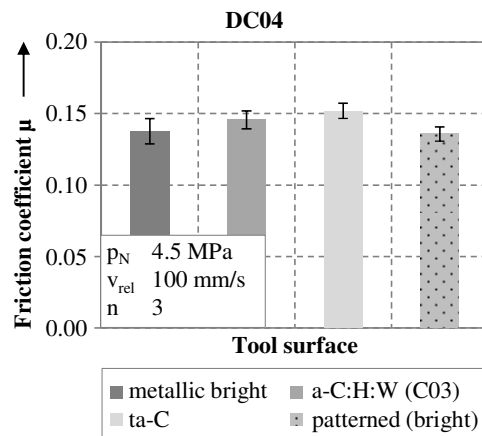 DC04
Friction coefficient µ
0.20
0.15
0.10
0.05
0.00
pN 4.5 MPa
vrel 100 mm/s
n 3
Tool surface
metallic bright
a-C:H:W (C03)
ta-C
patterned (bright)